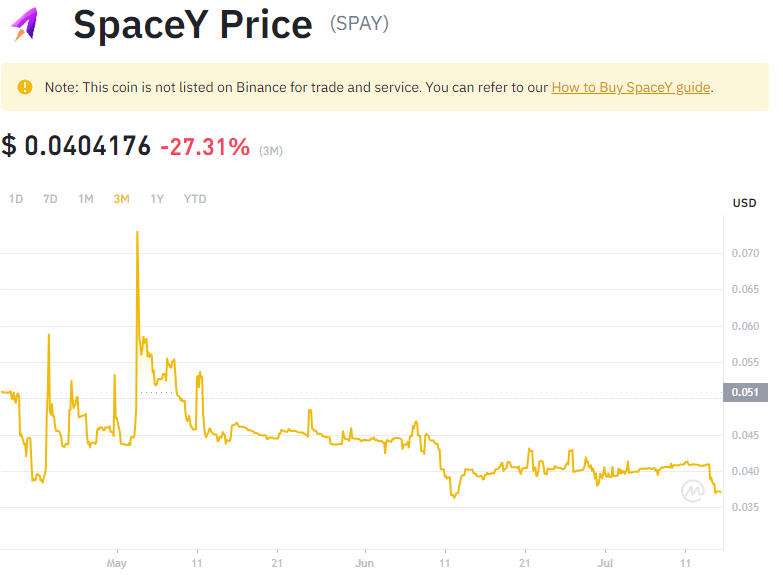 SpaceY Price (SPAY)
Note: This coin is not listed on Binance for trade and service. You can refer to our How to Buy SpaceY guide.
$ 0.0404176 -27.31% (3M)
1D 7D 1M 3M 1Y YTD
USD
0.070
0.065
0.060
0.055
0.051
0.045
0.040
0.035
May 11 21 Jun 11 21 Jul 11